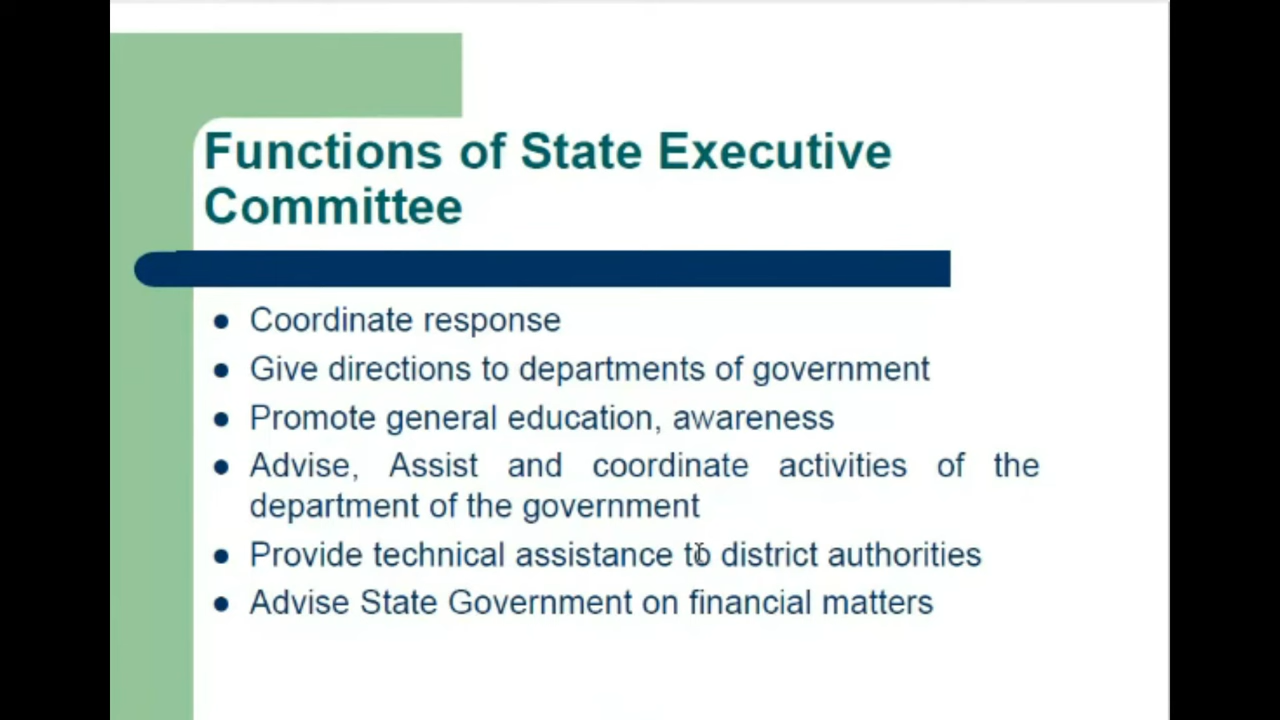 Functions of State Executive
Committee
● Coordinate response
● Give directions to departments of government
● Promote general education, awareness
● Advise, Assist and coordinate activities of the
department of the government
● Provide technical assistance to district authorities
● Advise State Government on financial matters